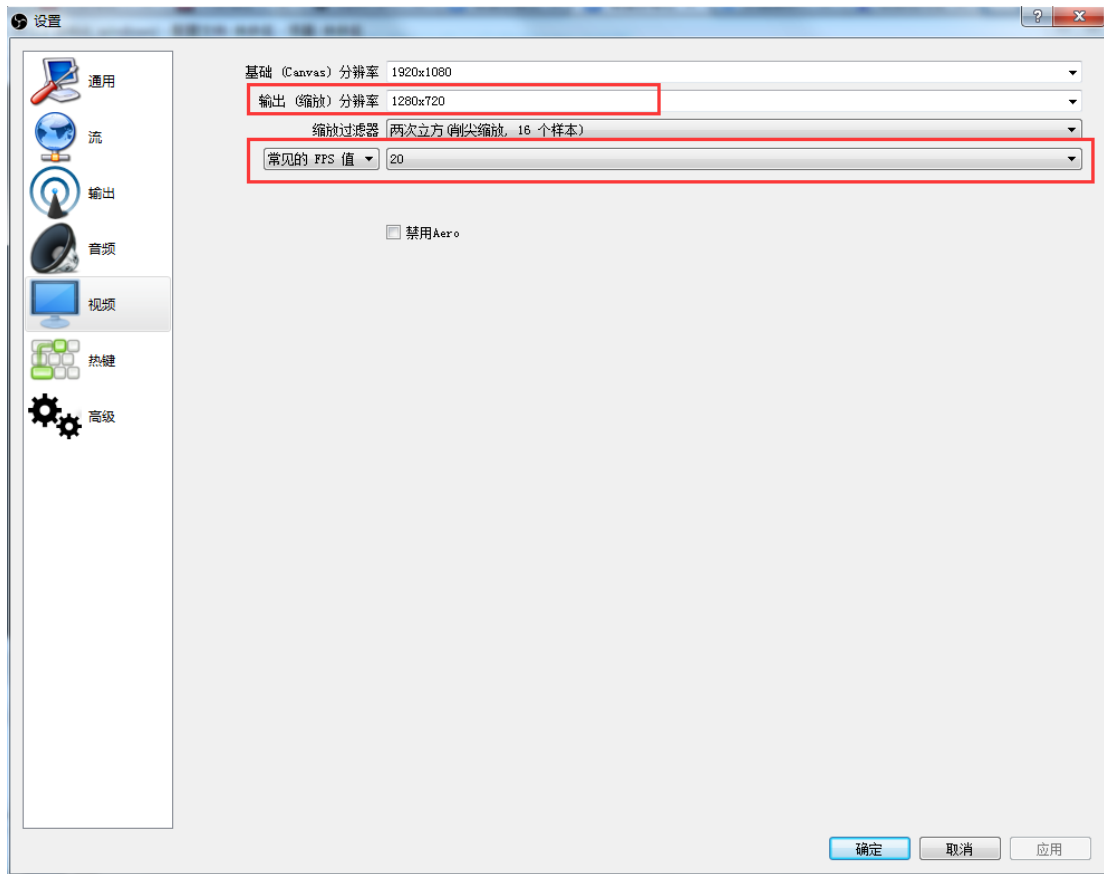 设置
通用
流
输出
音频
视频
热键
高级
基础 (Canvas) 分辨率 1920x1080
输出 (缩放) 分辨率 1280x720
缩放过滤器 两次立方(削尖缩放, 16 个样本)
常见的 FPS 值 20
禁用Aero
确定 取消 应用